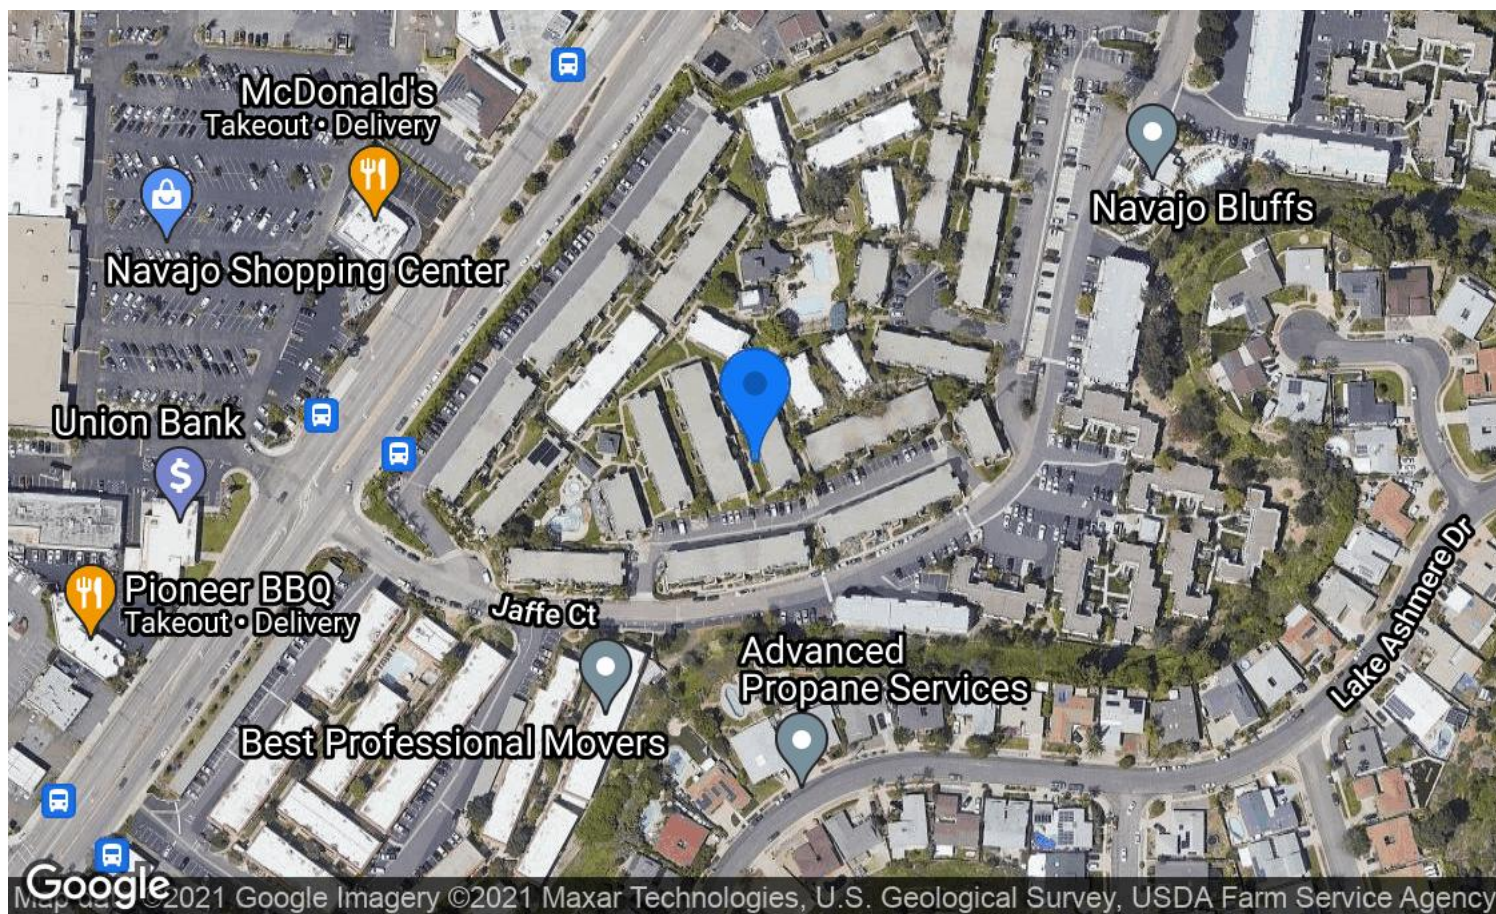 McDonald's
Takeout • Delivery
Navajo Shopping Center
Navajo Bluffs
Union Bank
$
Pioneer BBQ
Takeout • Delivery
Jaffe Ct
Lake Ashmere Dr
Advanced
Propane Services
Best Professional Movers
Google
©2021 Google Imagery ©2021 Maxar Technologies, U.S. Geological Survey, USDA Farm Service Agency